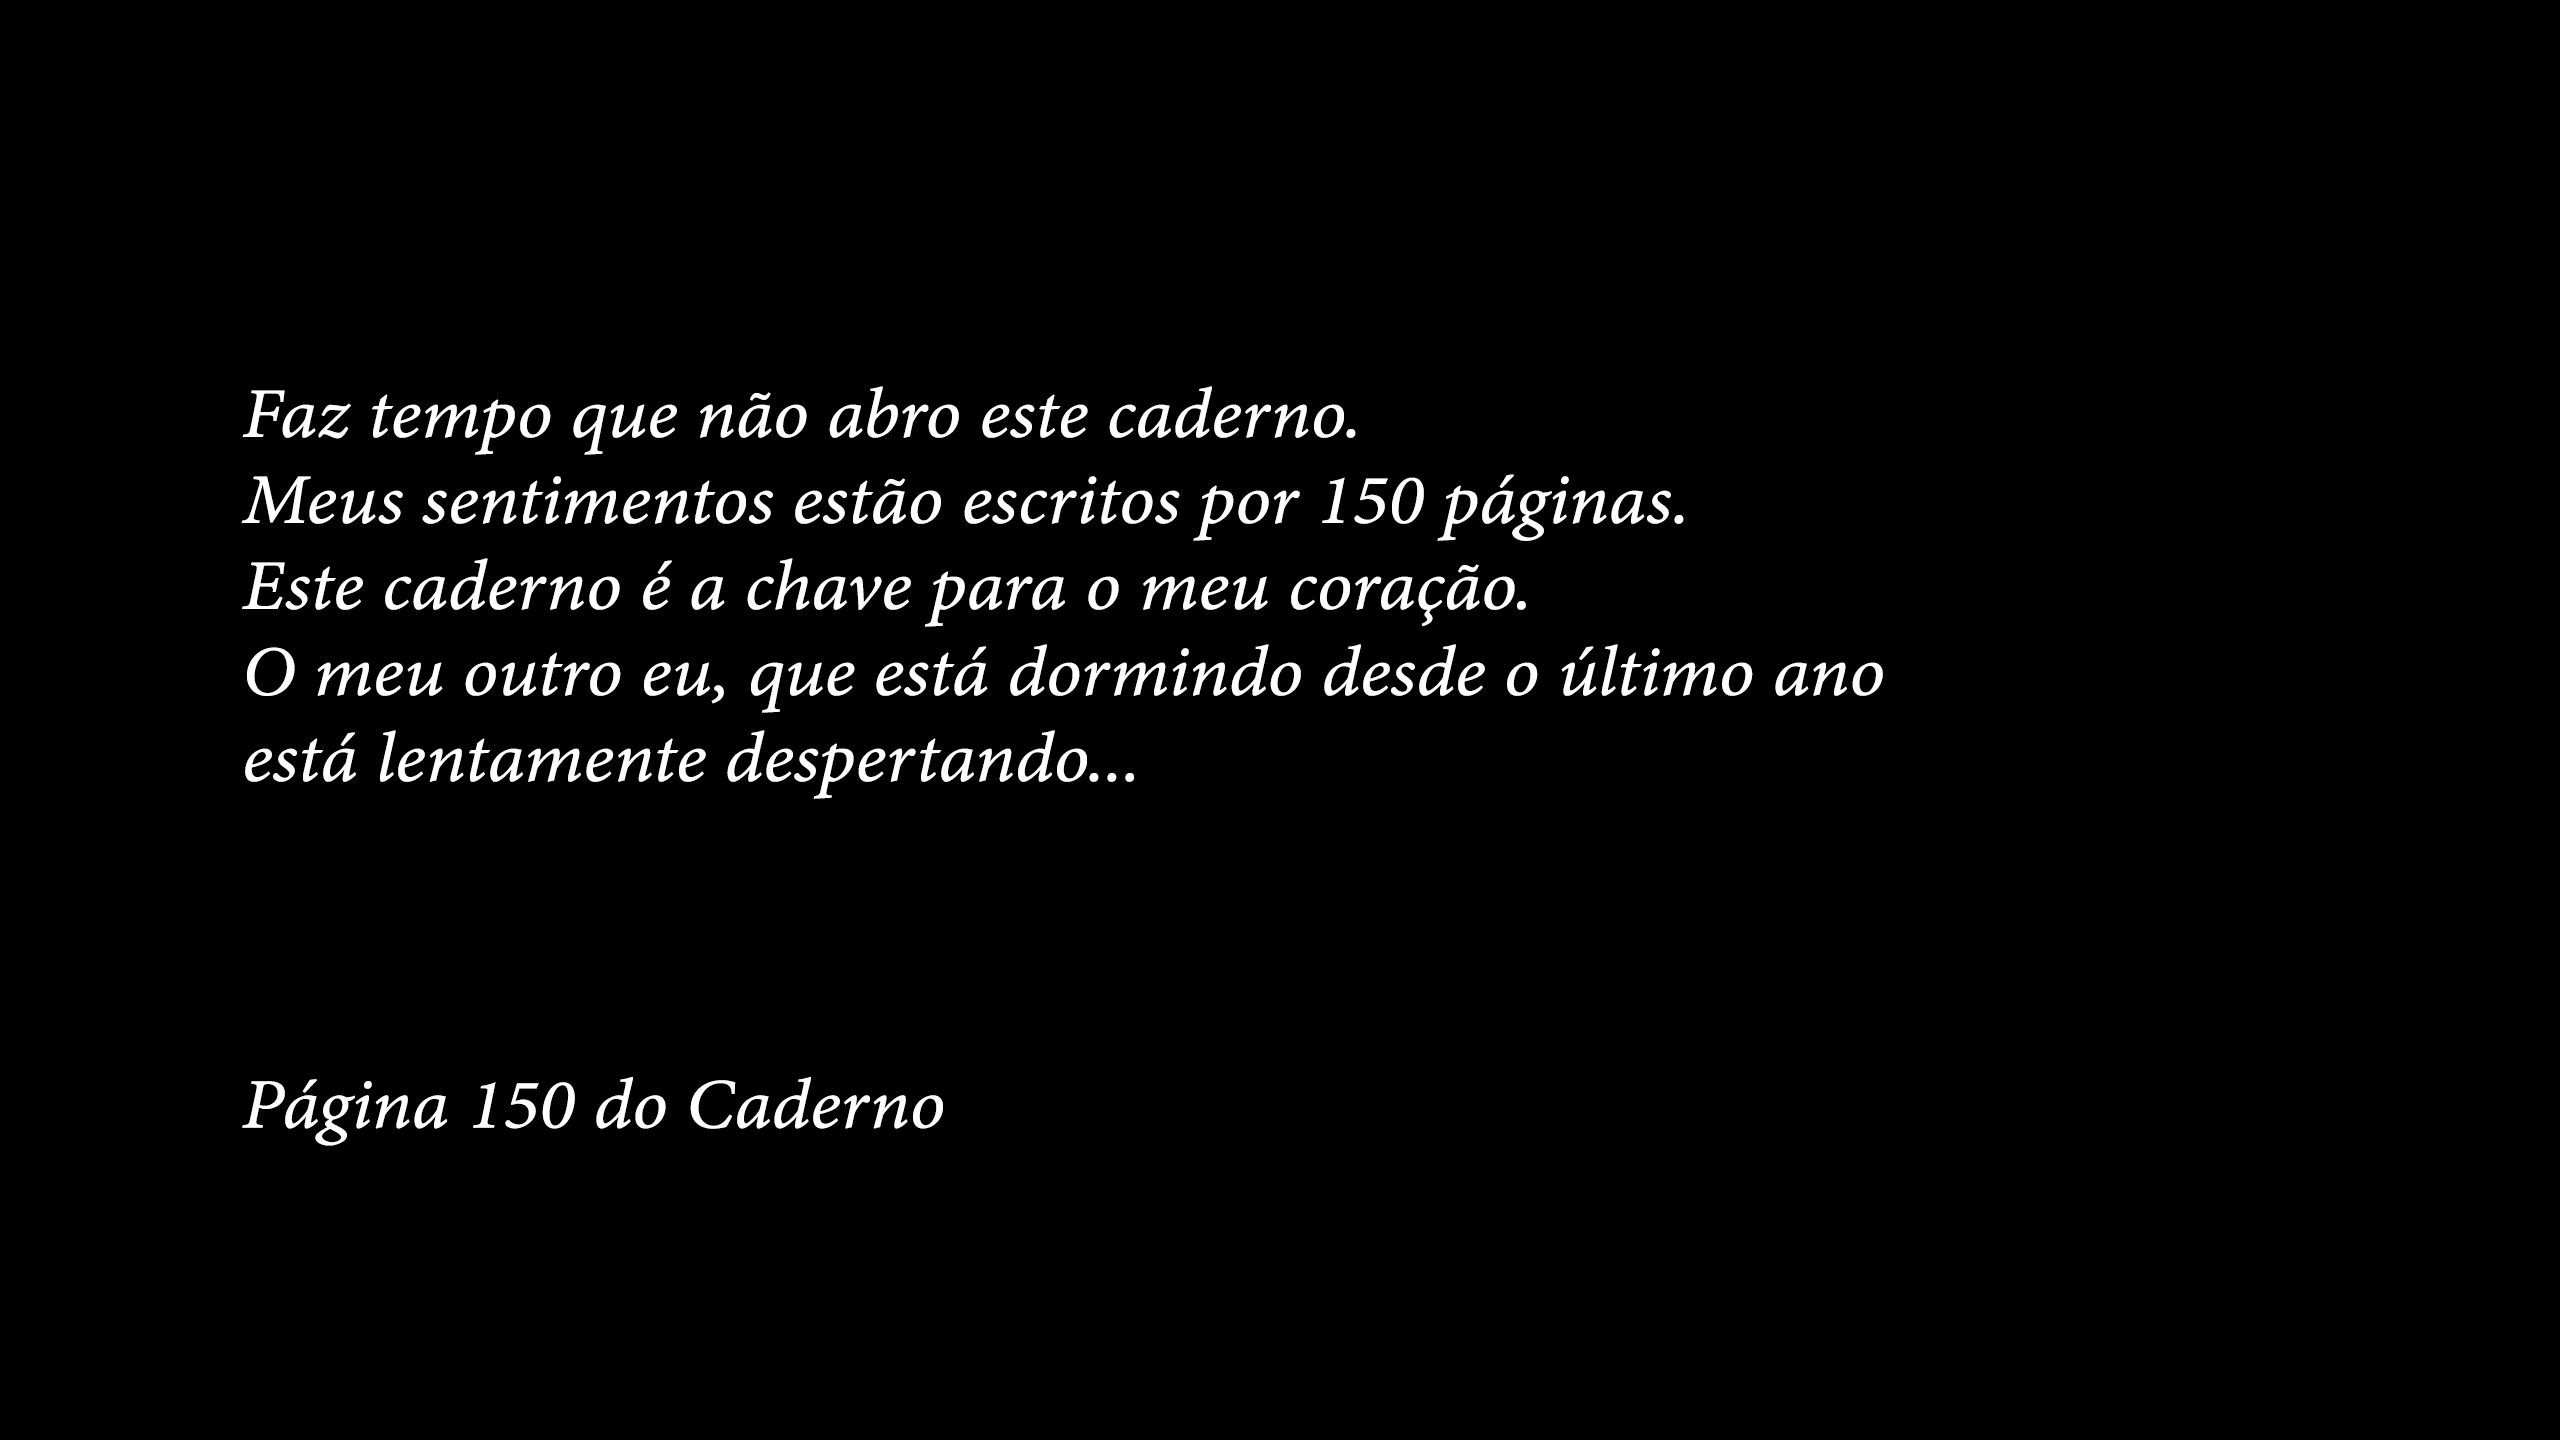 Faz tempo que não abro este caderno.
Meus sentimentos estão escritos por 150 páginas.
Este caderno é a chave para o meu coração.
O meu outro eu, que está dormindo desde o último ano
está lentamente despertando...
Página 150 do Caderno